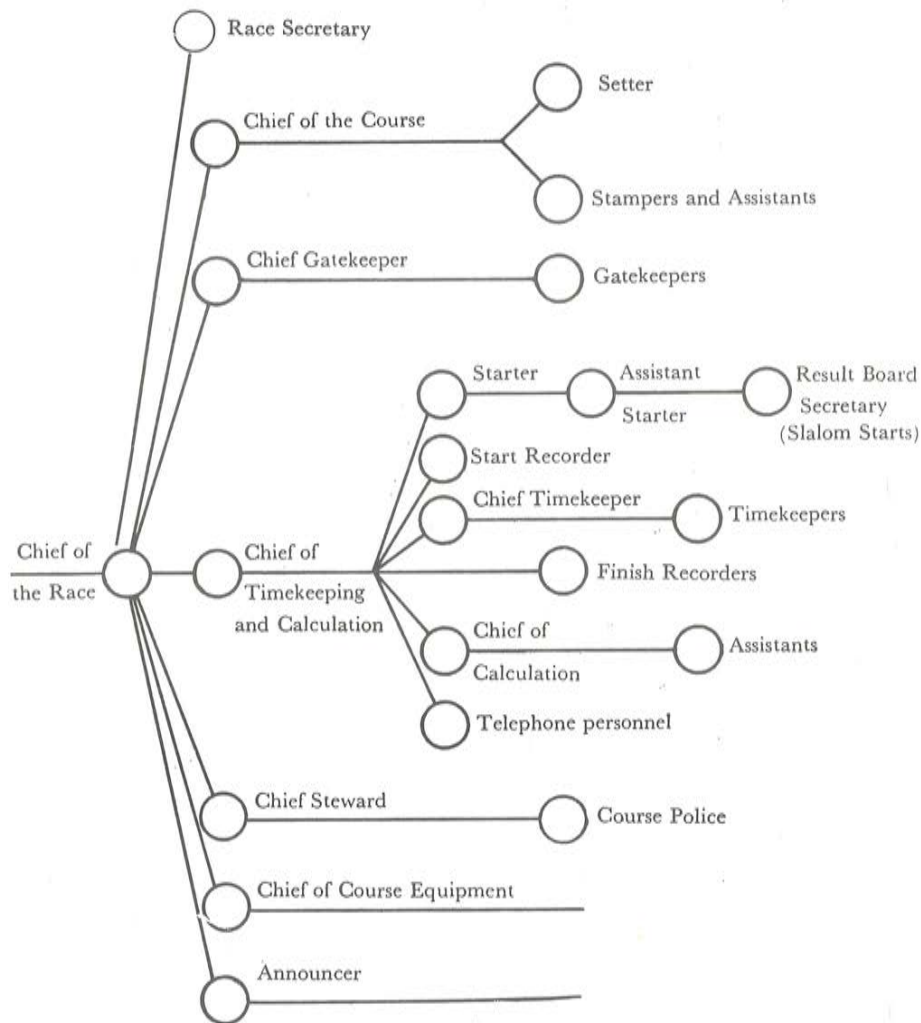 Race Secretary
Setter
Chief of the Course
Stampers and Assistants
Chief Gatekeeper
Gatekeepers
Starter
Assistant
Starter
Result Board
Secretary
(Slalom Starts)
Start Recorder
Chief Timekeeper
Timekeepers
Chief of
the Race
Chief of
Timekeeping
and Calculation
Finish Recorders
Chief of
Calculation
Assistants
Telephone personnel
Chief Steward
Course Police
Chief of Course Equipment
Announcer